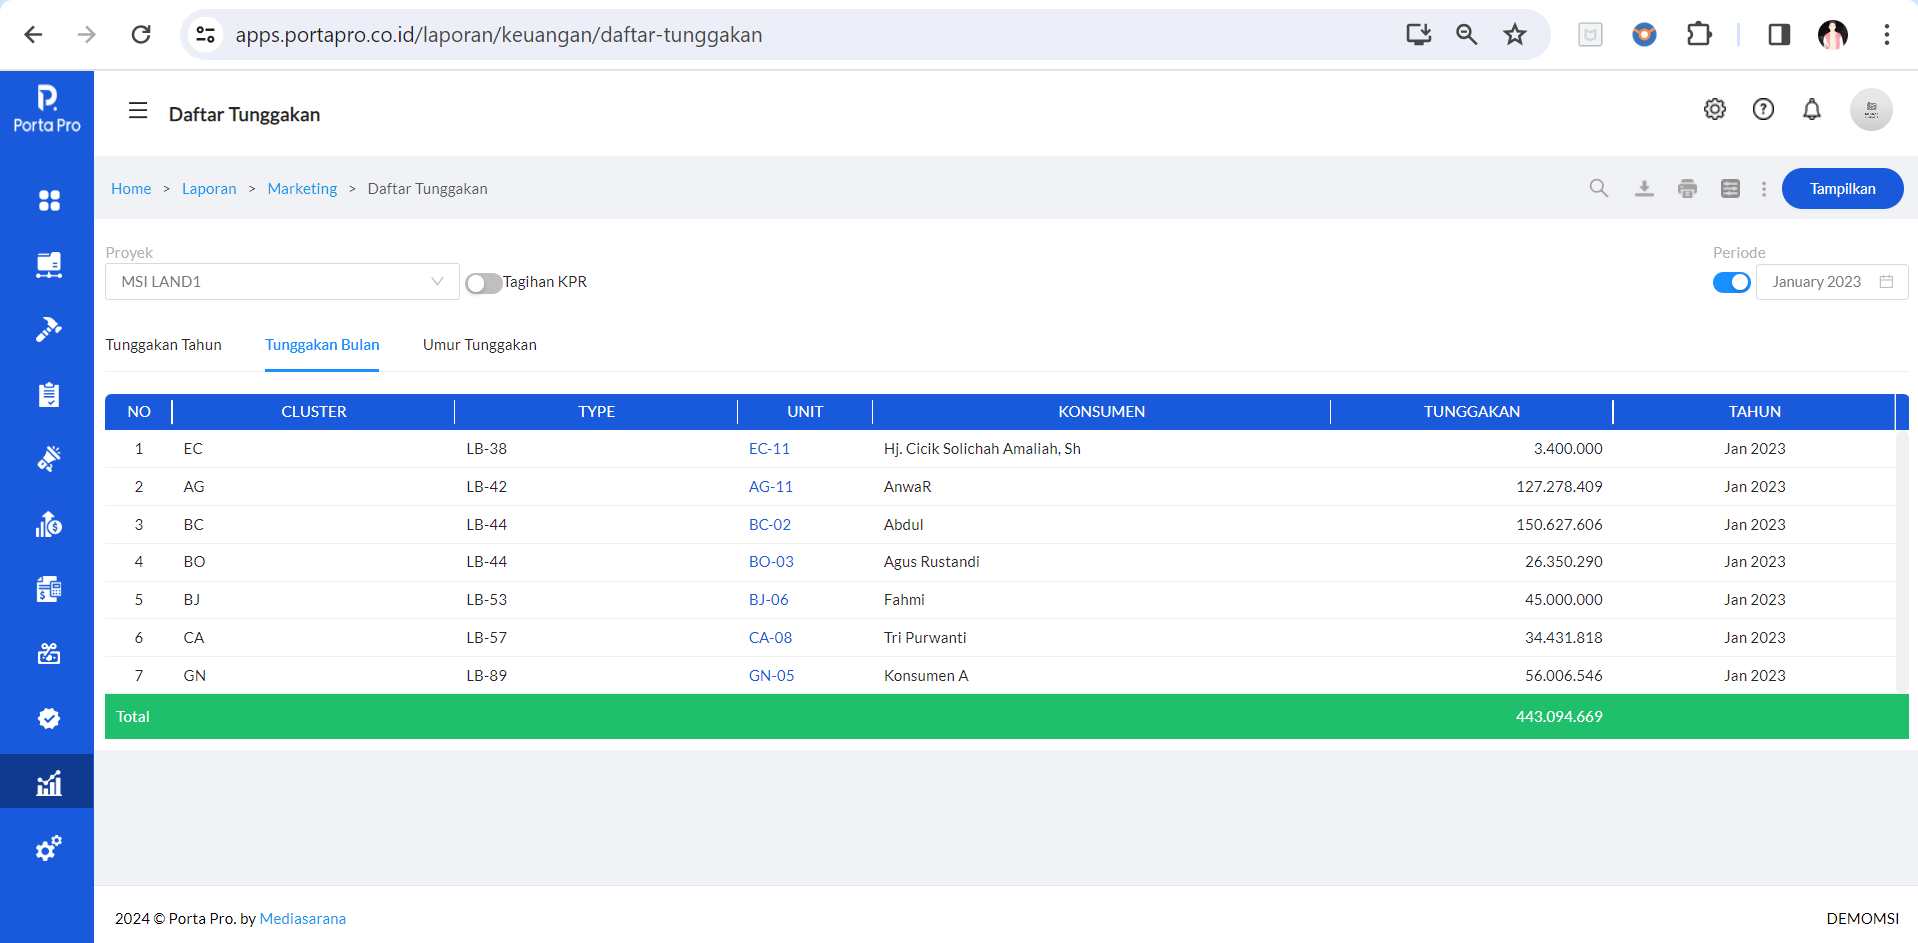 apps.portapro.co.id/laporan/keuangan/daftar-tunggakan
Porta Pro
Daftar Tunggakan
Home > Laporan > Marketing > Daftar Tunggakan
Tampilkan
Proyek
Periode
MSI LAND1
Tagihan KPR
January 2023
Tunggakan Tahun Tunggakan Bulan Umur Tunggakan
NO CLUSTER TYPE UNIT KONSUMEN TUNGGAKAN TAHUN
1 EC LB-38 EC-11 Hj. Cicik Solichah Amaliah, Sh 3.400.000 Jan 2023
2 AG LB-42 AG-11 AnwaR 127.278.409 Jan 2023
3 BC LB-44 BC-02 Abdul 150.627.606 Jan 2023
4 BO LB-44 BO-03 Agus Rustandi 26.350.290 Jan 2023
5 BJ LB-53 BJ-06 Fahmi 45.000.000 Jan 2023
6 CA LB-57 CA-08 Tri Purwanti 34.431.818 Jan 2023
7 GN LB-89 GN-05 Konsumen A 56.006.546 Jan 2023
Total 443.094.669
2024 © Porta Pro. by Mediasarana
DEMOMSI